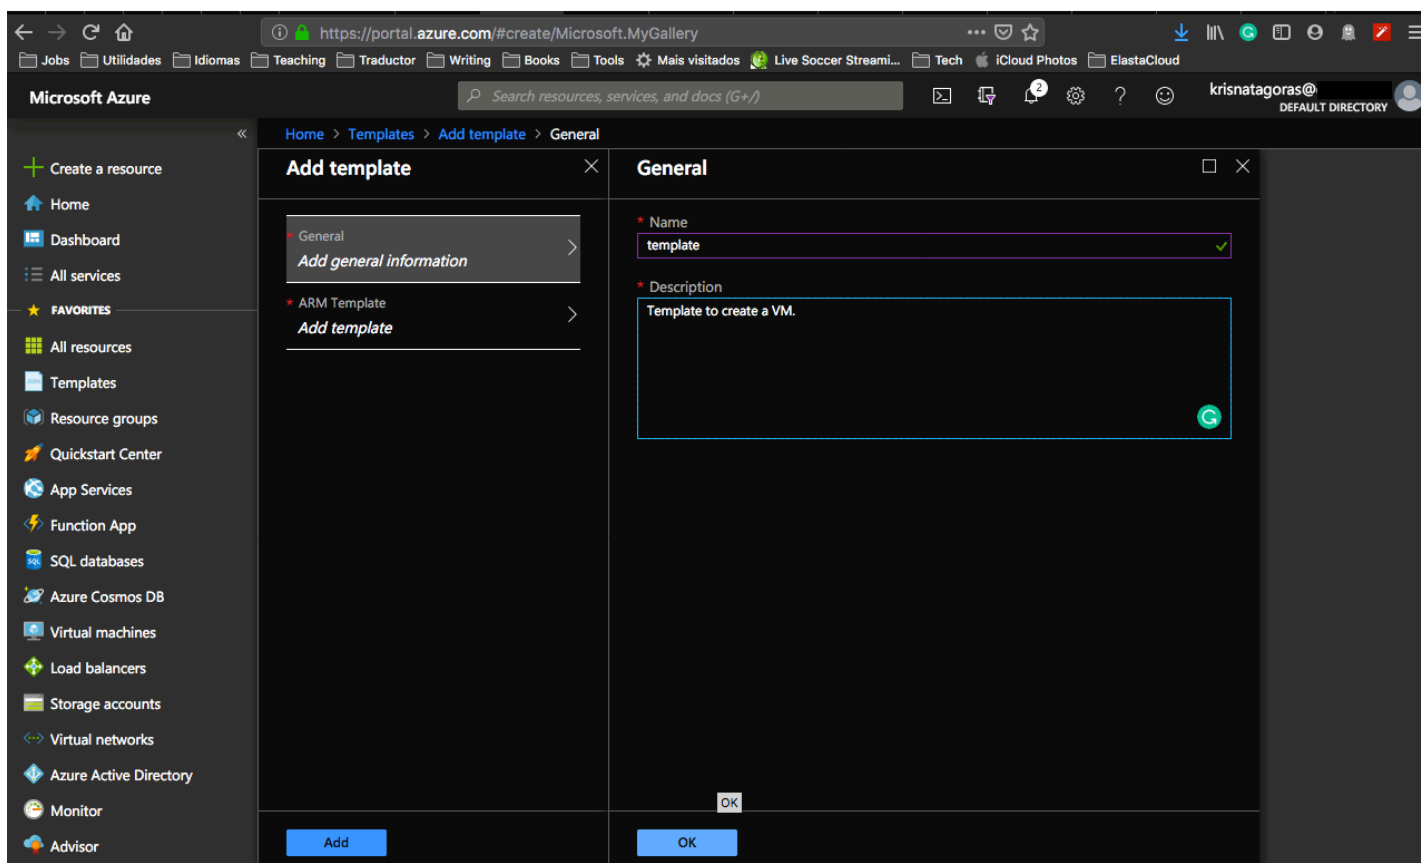 https://portal.azure.com/#create/Microsoft.MyGallery
Jobs Utilidades Idiomas Teaching Traductor Writing Books Tools Mais visitados Live Soccer Streami... Tech iCloud Photos ElastaCloud
Microsoft Azure
Search resources, services, and docs (G+/)
2
krisnatagoras@
DEFAULT DIRECTORY
Home > Templates > Add template > General
Create a resource
Home
Dashboard
All services
FAVORITES
All resources
Templates
Resource groups
Quickstart Center
App Services
Function App
SQL databases
Azure Cosmos DB
Virtual machines
Load balancers
Storage accounts
Virtual networks
Azure Active Directory
Monitor
Advisor
Add template
* General
Add general information
* ARM Template
Add template
Add
General
* Name
template
* Description
Template to create a VM.
OK
OK